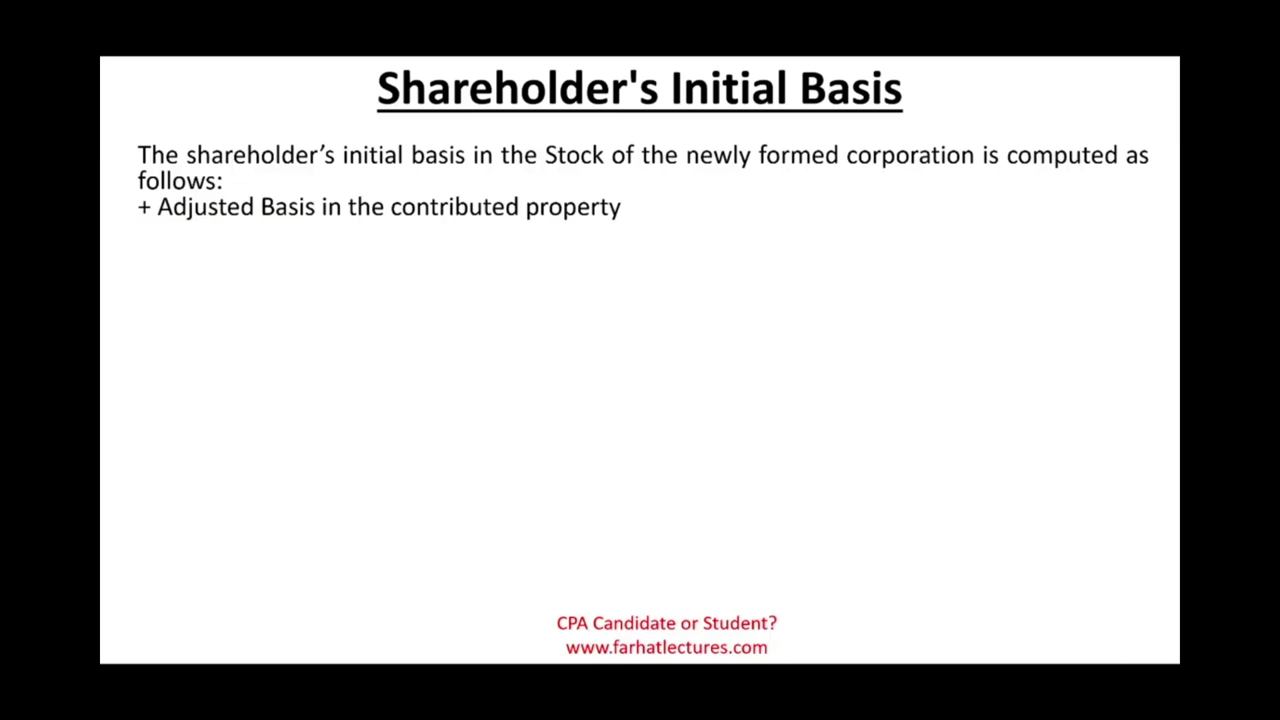 Shareholder's Initial Basis
The shareholder’s initial basis in the Stock of the newly formed corporation is computed as
follows:
+ Adjusted Basis in the contributed property
CPA Candidate or Student?
www.farhatlectures.com